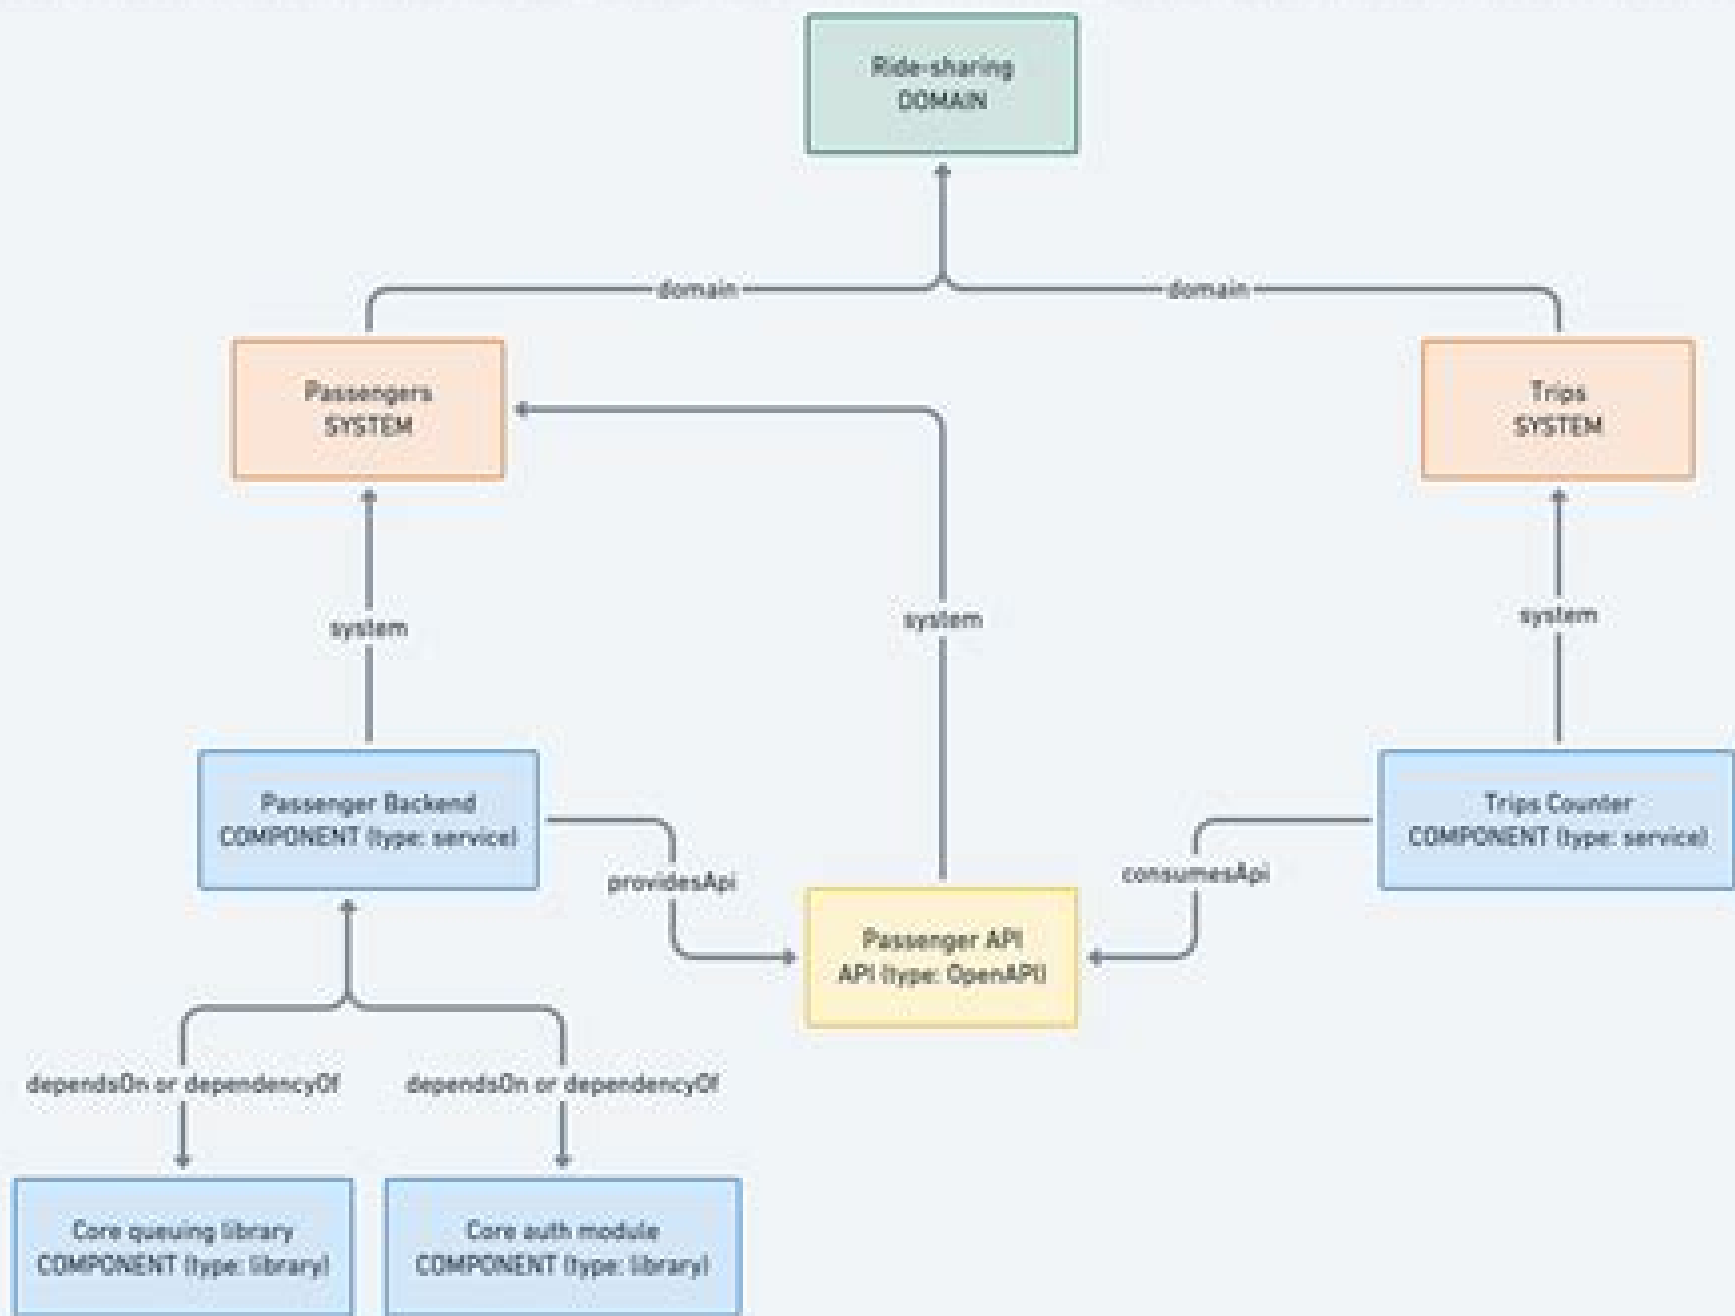 Ride-sharing
DOMAIN
domain
domain
Passengers
SYSTEM
Trips
SYSTEM
system
system
system
Passenger Backend
COMPONENT (type: service)
Trips Counter
COMPONENT (type: service)
providesApi
consumesApi
Passenger API
API (type: OpenAPI)
dependsOn or dependencyOf
dependsOn or dependencyOf
Core queuing library
COMPONENT (type: library)
Core auth module
COMPONENT (type: library)